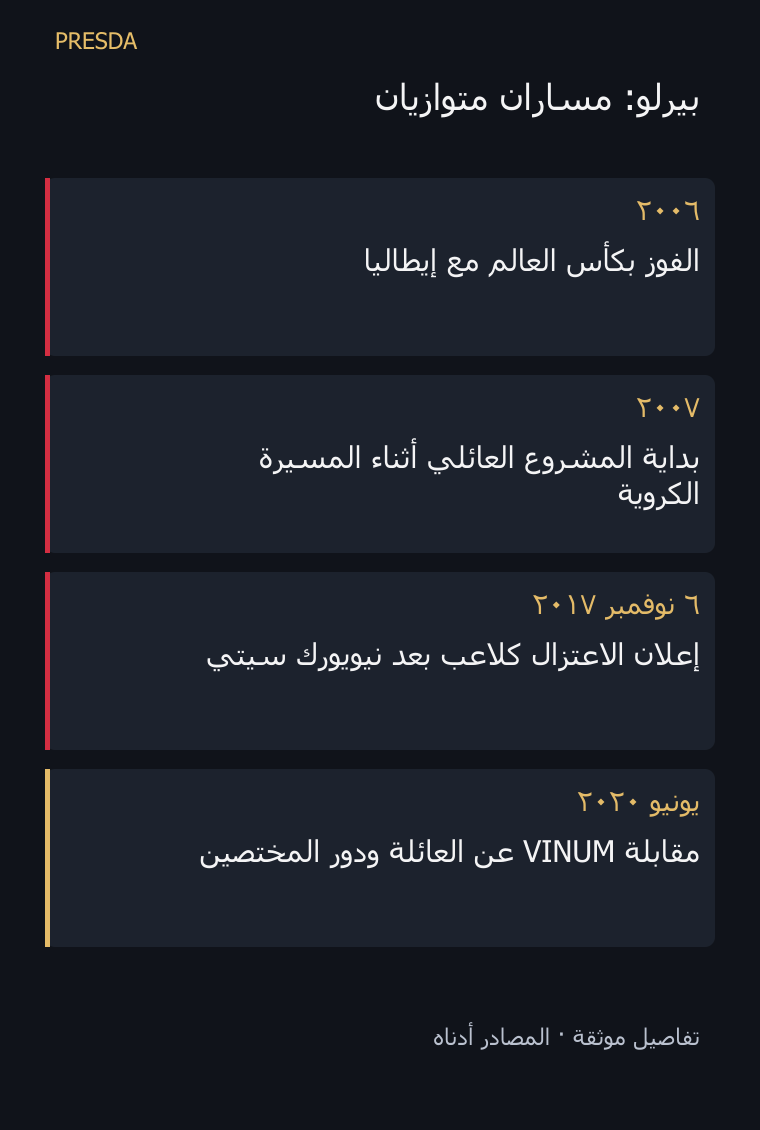 PRESDA
بيرلو: مساران متوازيان
٢٠٠٦
الفوز بكأس العالم مع إيطاليا
٢٠٠٧
بداية المشروع العائلي أثناء المسيرة
الكروية
٦ نوفمبر ٢٠١٧
إعلان الاعتزال كلاعب بعد نيويورك سيتي
يونيو ٢٠٢٠
مقابلة VINUM عن العائلة ودور المختصين
تفاصيل موثقة · المصادر أدناه